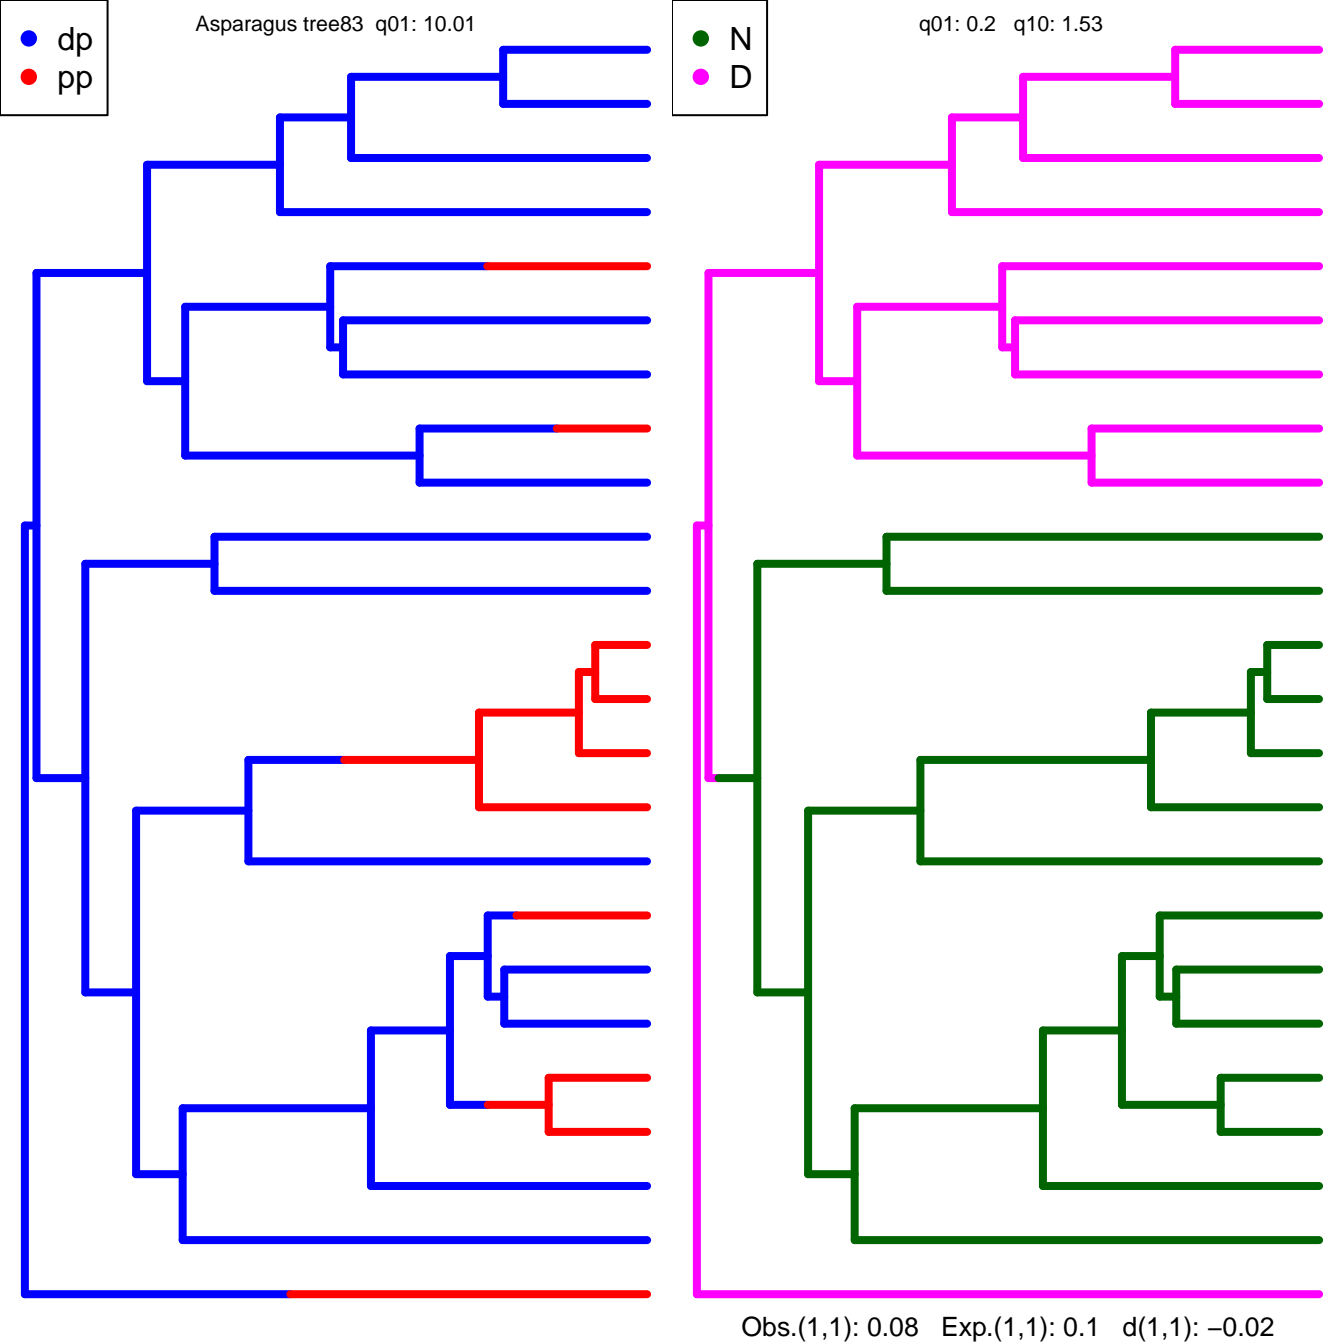 dp
pp
Asparagus tree83 q01: 10.01
N
D
q01: 0.2 q10: 1.53
Obs.(1,1): 0.08 Exp.(1,1): 0.1 d(1,1): −0.02